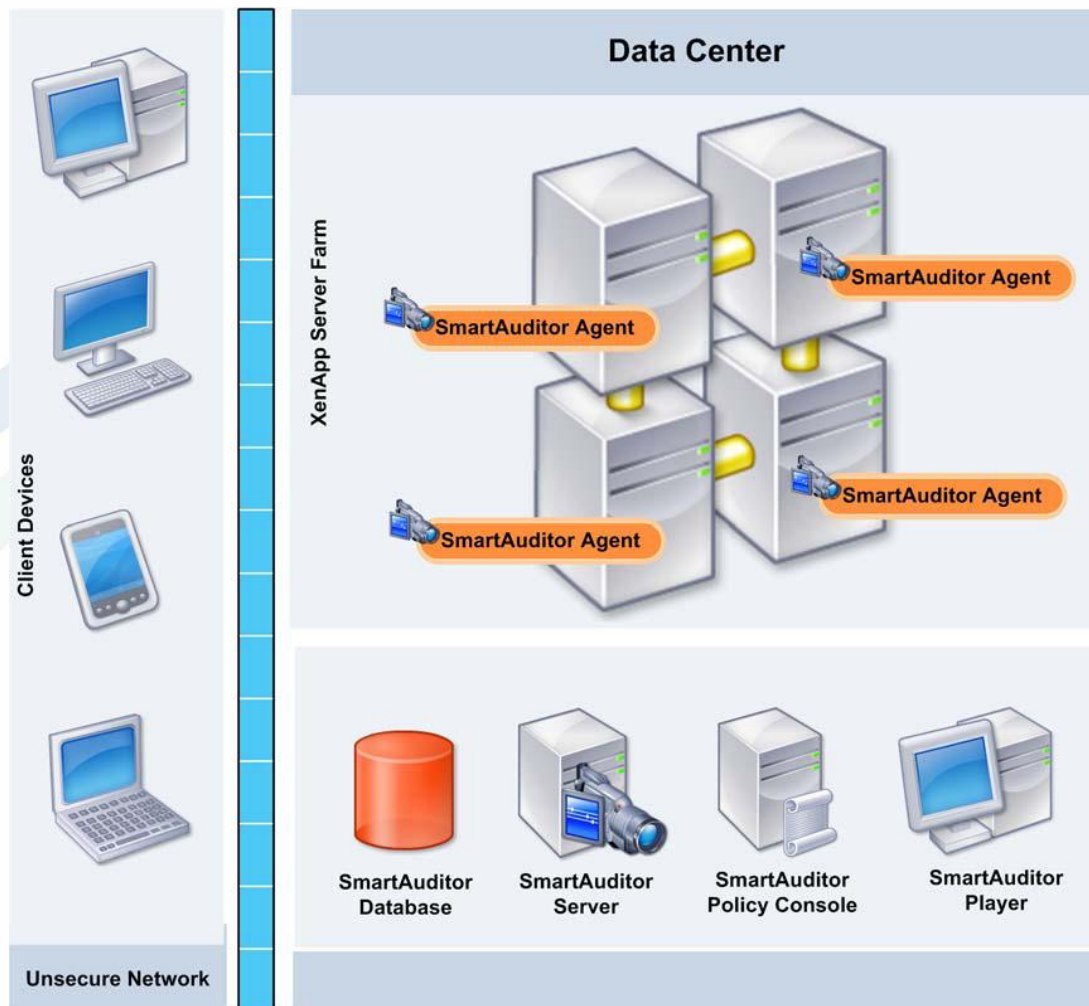 Data Center
Client Devices
XenApp Server Farm
SmartAuditor Agent
SmartAuditor Agent
SmartAuditor Agent
SmartAuditor Agent
SmartAuditor
Database
SmartAuditor
Server
SmartAuditor
Policy Console
SmartAuditor
Player
Unsecure Network